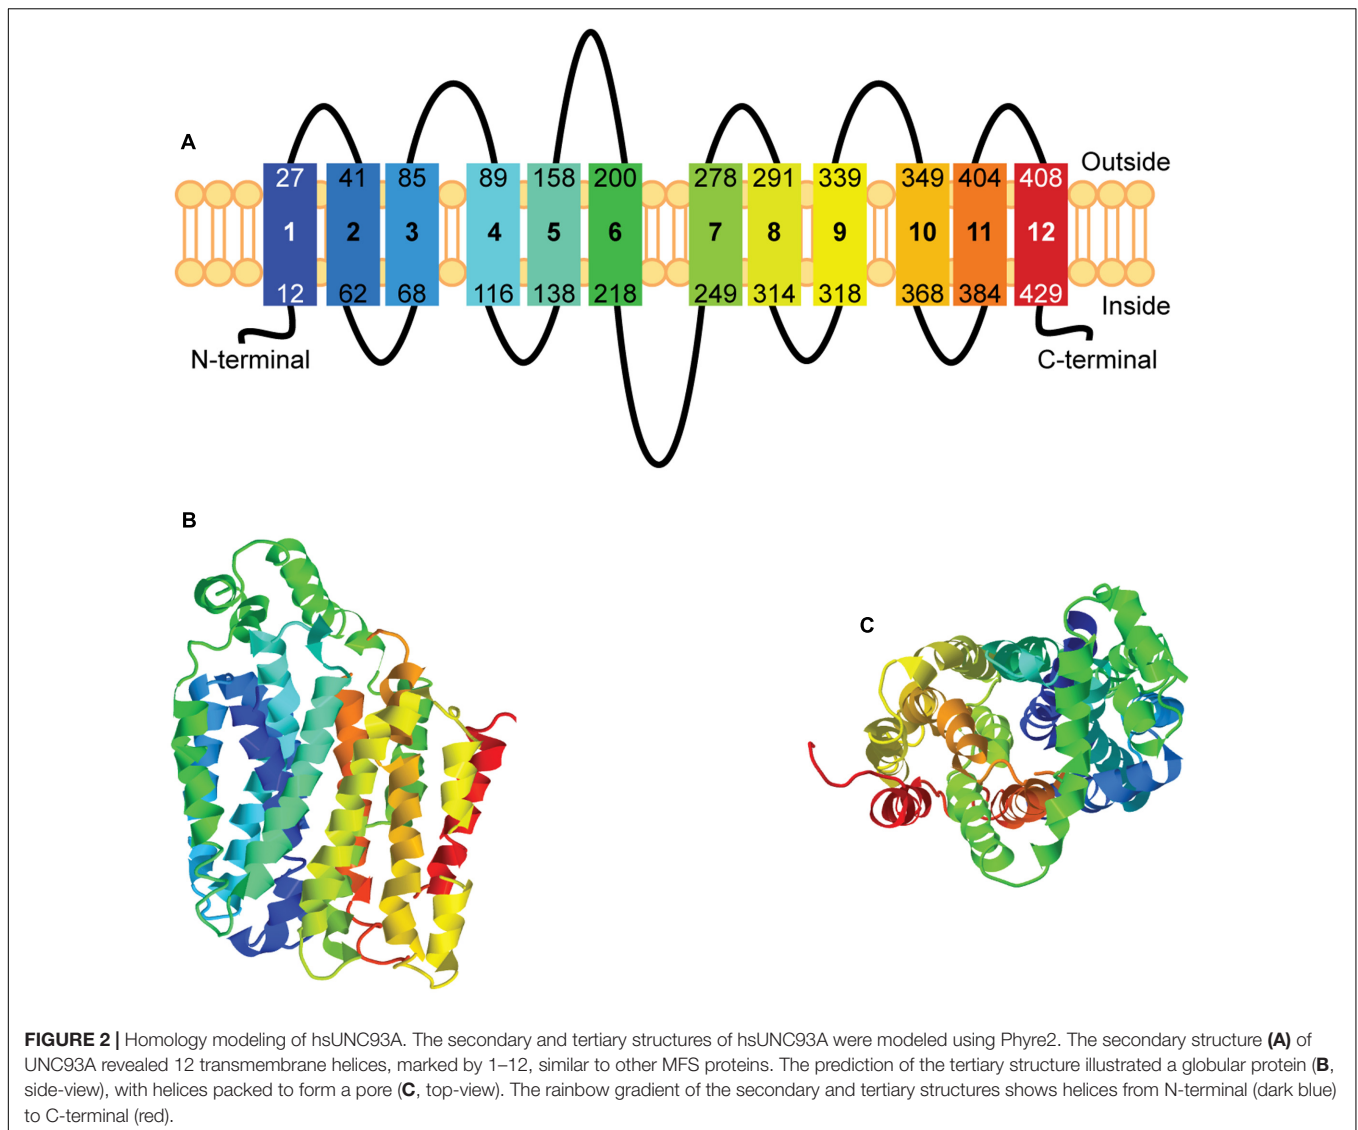 A
Outside
27 41 85 89 158 200 278 291 339 349 404 408
1 2 3 4 5 6 7 8 9 10 11 12
12 62 68 116 138 218 249 314 318 368 384 429
Inside
N-terminal
C-terminal
B
C
FIGURE 2 | Homology modeling of hsUNC93A. The secondary and tertiary structures of hsUNC93A were modeled using Phyre2. The secondary structure (A) of
UNC93A revealed 12 transmembrane helices, marked by 1–12, similar to other MFS proteins. The prediction of the tertiary structure illustrated a globular protein (B,
side-view), with helices packed to form a pore (C, top-view). The rainbow gradient of the secondary and tertiary structures shows helices from N-terminal (dark blue)
to C-terminal (red).